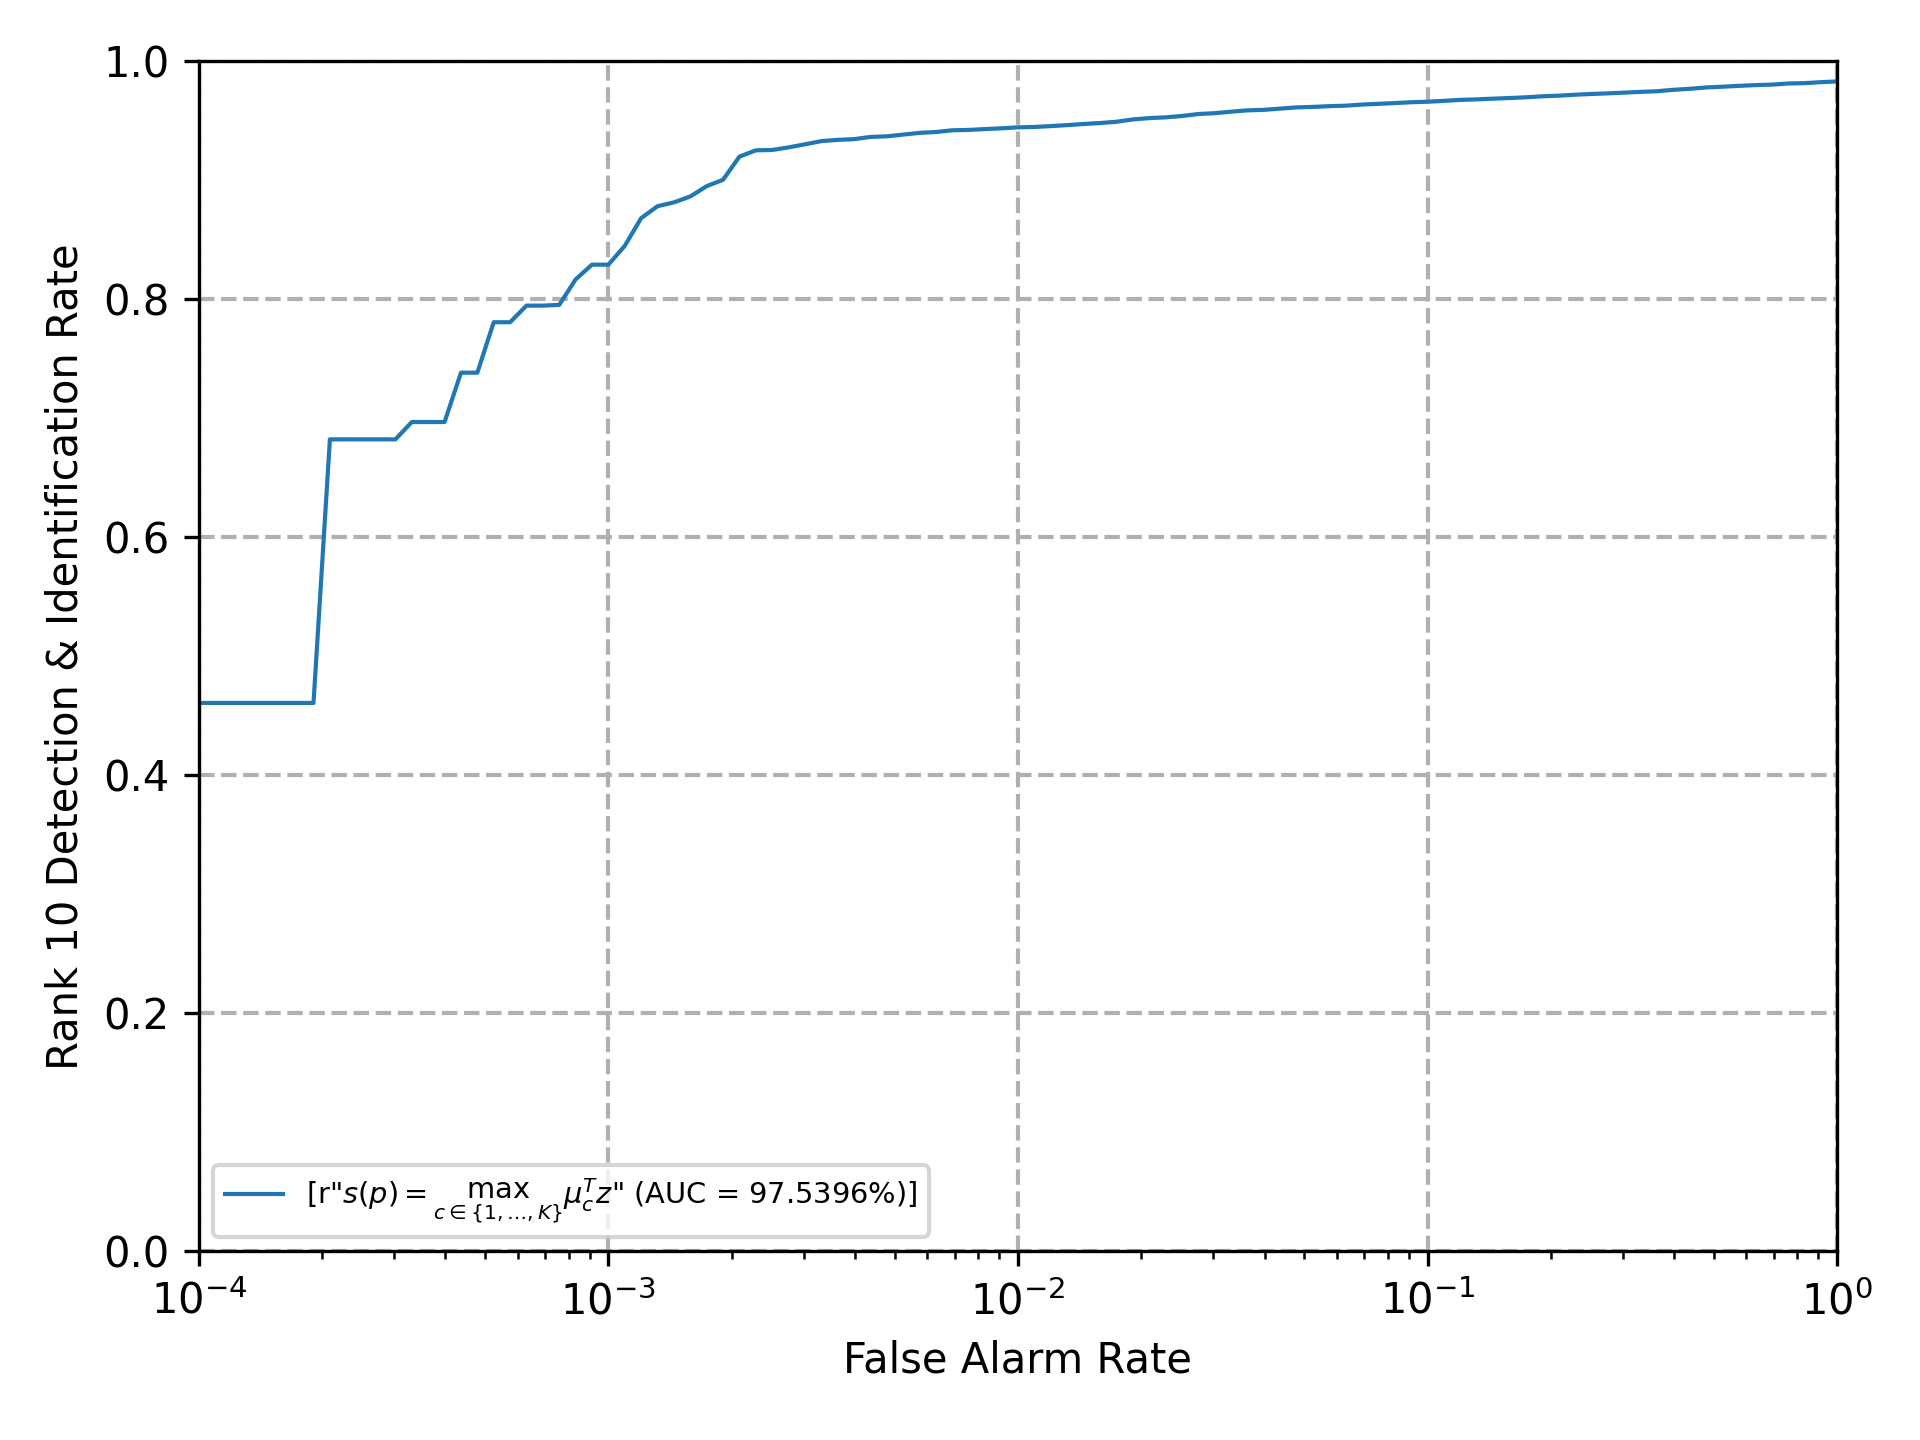 1.0
0.8
0.6
0.4
0.2
0.0
Rank 10 Detection & Identification Rate
[r"s(p) = max_{c ∈ {1, …, K}} μ_c^T z" (AUC = 97.5396%)]
10^{−4} 10^{−3} 10^{−2} 10^{−1} 10^{0}
False Alarm Rate